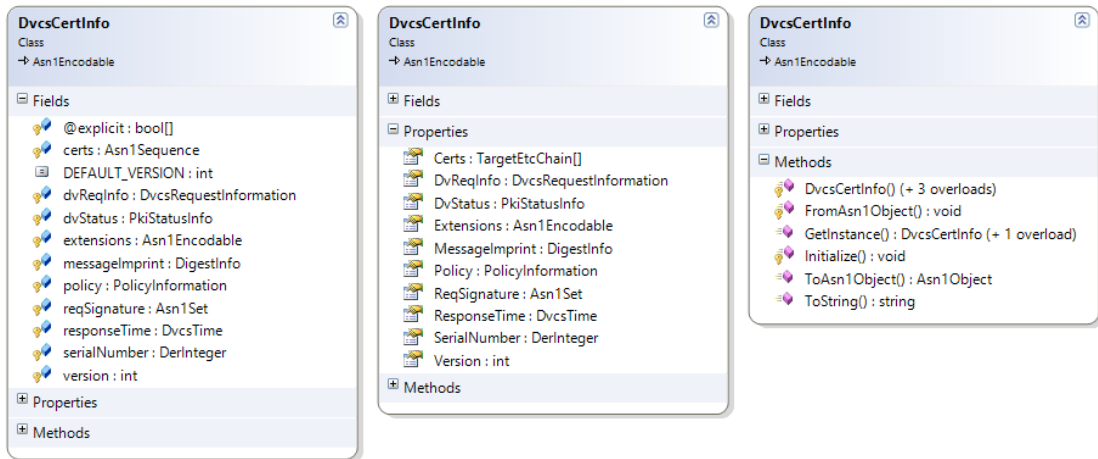 DvcsCertInfo
Class
Asn1Encodable
Fields
@explicit : bool[]
certs : Asn1Sequence
DEFAULT_VERSION : int
dvReqInfo : DvcsRequestInformation
dvStatus : PkiStatusInfo
extensions : Asn1Encodable
messageImprint : DigestInfo
policy : PolicyInformation
reqSignature : Asn1Set
responseTime : DvcsTime
serialNumber : DerInteger
version : int
Properties
Methods
DvcsCertInfo
Class
Asn1Encodable
Fields
Properties
Certs : TargetEtcChain[]
DvReqInfo : DvcsRequestInformation
DvStatus : PkiStatusInfo
Extensions : Asn1Encodable
MessageImprint : DigestInfo
Policy : PolicyInformation
ReqSignature : Asn1Set
ResponseTime : DvcsTime
SerialNumber : DerInteger
Version : int
Methods
DvcsCertInfo
Class
Asn1Encodable
Fields
Properties
Methods
DvcsCertInfo() (+ 3 overloads)
FromAsn1Object() : void
GetInstance() : DvcsCertInfo (+ 1 overload)
Initialize() : void
ToAsn1Object() : Asn1Object
ToString() : string